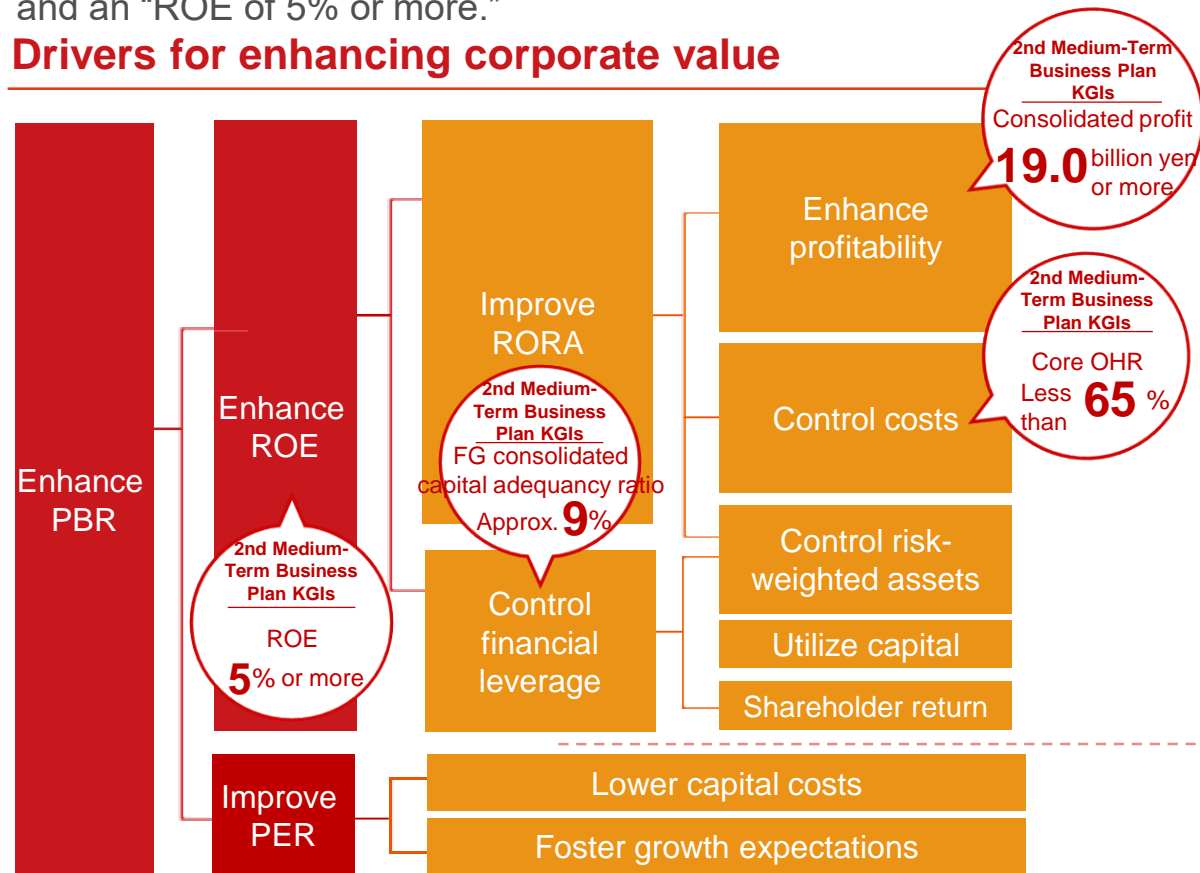 and an “ROE of 5% or more.”
Drivers for enhancing corporate value
2nd Medium-Term
Business Plan
KGIs
Consolidated profit
19.0 billion yen
or more
Enhance
profitability
2nd Medium-
Term Business
Plan KGIs
Core OHR
Less
than 65 %
Control costs
Improve
RORA
2nd Medium-
Term Business
Plan KGIs
FG consolidated
capital adequancy ratio
Approx. 9%
Enhance
ROE
Enhance
PBR
2nd Medium-
Term Business
Plan KGIs
ROE
5% or more
Control
financial
leverage
Control risk-
weighted assets
Utilize capital
Shareholder return
Improve
PER
Lower capital costs
Foster growth expectations